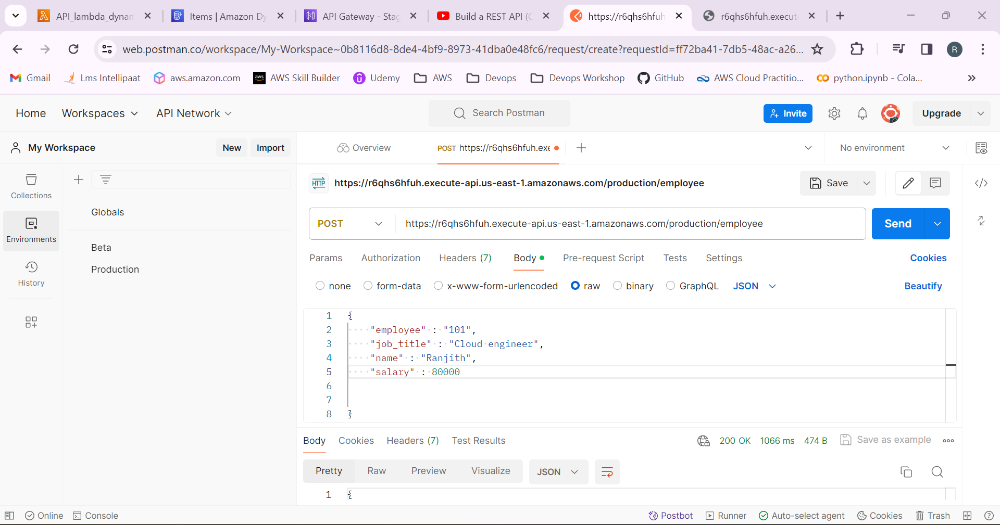 API_lambda_dynam
Items | Amazon Dy
API Gateway - Stag
Build a REST API (C
https://r6qhs6hfuh
r6qhs6hfuh.execut
web.postman.co/workspace/My-Workspace~0b8116d8-8de4-4bf9-8973-41dba0e48fc6/request/create?requestId=ff72ba41-7db5-48ac-a26...
R
Gmail
Lms Intellipaat
aws.amazon.com
aws
AWS Skill Builder
Udemy
AWS
Devops
Devops Workshop
GitHub
AWS Cloud Practitio...
python.ipynb - Cola...
Home
Workspaces
API Network
Search Postman
Invite
Upgrade
My Workspace
New
Import
Overview
POST https://r6qhs6hfuh.exe
No environment
Collections
Environments
History
Globals
Beta
Production
HTTP
https://r6qhs6hfuh.execute-api.us-east-1.amazonaws.com/production/employee
Save
POST
https://r6qhs6hfuh.execute-api.us-east-1.amazonaws.com/production/employee
Send
Params
Authorization
Headers (7)
Body
Pre-request Script
Tests
Settings
Cookies
none
form-data
x-www-form-urlencoded
raw
binary
GraphQL
JSON
Beautify
1 {
2 "employee" : "101",
3 "job_title" : "Cloud engineer",
4 "name" : "Ranjith",
5 "salary" : 80000
6
7
8 }
Body
Cookies
Headers (7)
Test Results
200 OK
1066 ms
474 B
Save as example
Pretty
Raw
Preview
Visualize
JSON
1 {
Online
Console
Postbot
Runner
Auto-select agent
Cookies
Trash